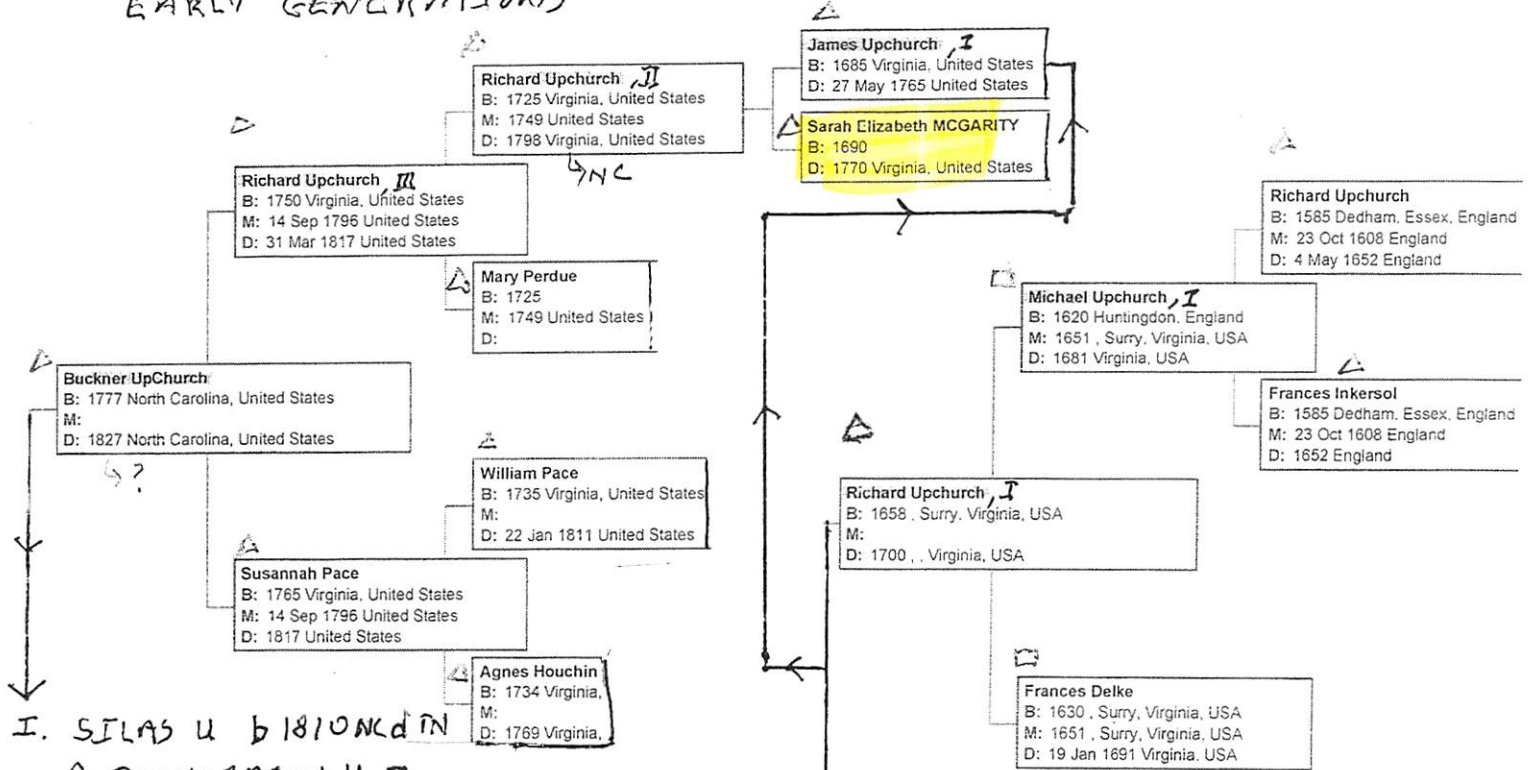 EARLY GENERATIONS
James Upchurch, I
B: 1685 Virginia, United States
D: 27 May 1765 United States
Sarah Elizabeth MCGARITY
B: 1690
D: 1770 Virginia, United States
Richard Upchurch, II
B: 1725 Virginia, United States
M: 1749 United States
D: 1798 Virginia, United States
NC
Richard Upchurch, III
B: 1750 Virginia, United States
M: 14 Sep 1796 United States
D: 31 Mar 1817 United States
Mary Perdue
B: 1725
M: 1749 United States
D:
Buckner UpChurch
B: 1777 North Carolina, United States
M:
D: 1827 North Carolina, United States
?
William Pace
B: 1735 Virginia, United States
M:
D: 22 Jan 1811 United States
Susannah Pace
B: 1765 Virginia, United States
M: 14 Sep 1796 United States
D: 1817 United States
Agnes Houchin
B: 1734 Virginia,
M:
D: 1769 Virginia,
I. SILAS U b 1810 NC d TN
Richard Upchurch
B: 1585 Dedham, Essex, England
M: 23 Oct 1608 England
D: 4 May 1652 England
Michael Upchurch, I
B: 1620 Huntingdon, England
M: 1651 , Surry, Virginia, USA
D: 1681 Virginia, USA
Frances Inkersol
B: 1585 Dedham, Essex, England
M: 23 Oct 1608 England
D: 1652 England
Richard Upchurch, I
B: 1658 , Surry, Virginia, USA
M:
D: 1700 , , Virginia, USA
Frances Delke
B: 1630 , Surry, Virginia, USA
M: 1651 , Surry, Virginia, USA
D: 19 Jan 1691 Virginia, USA